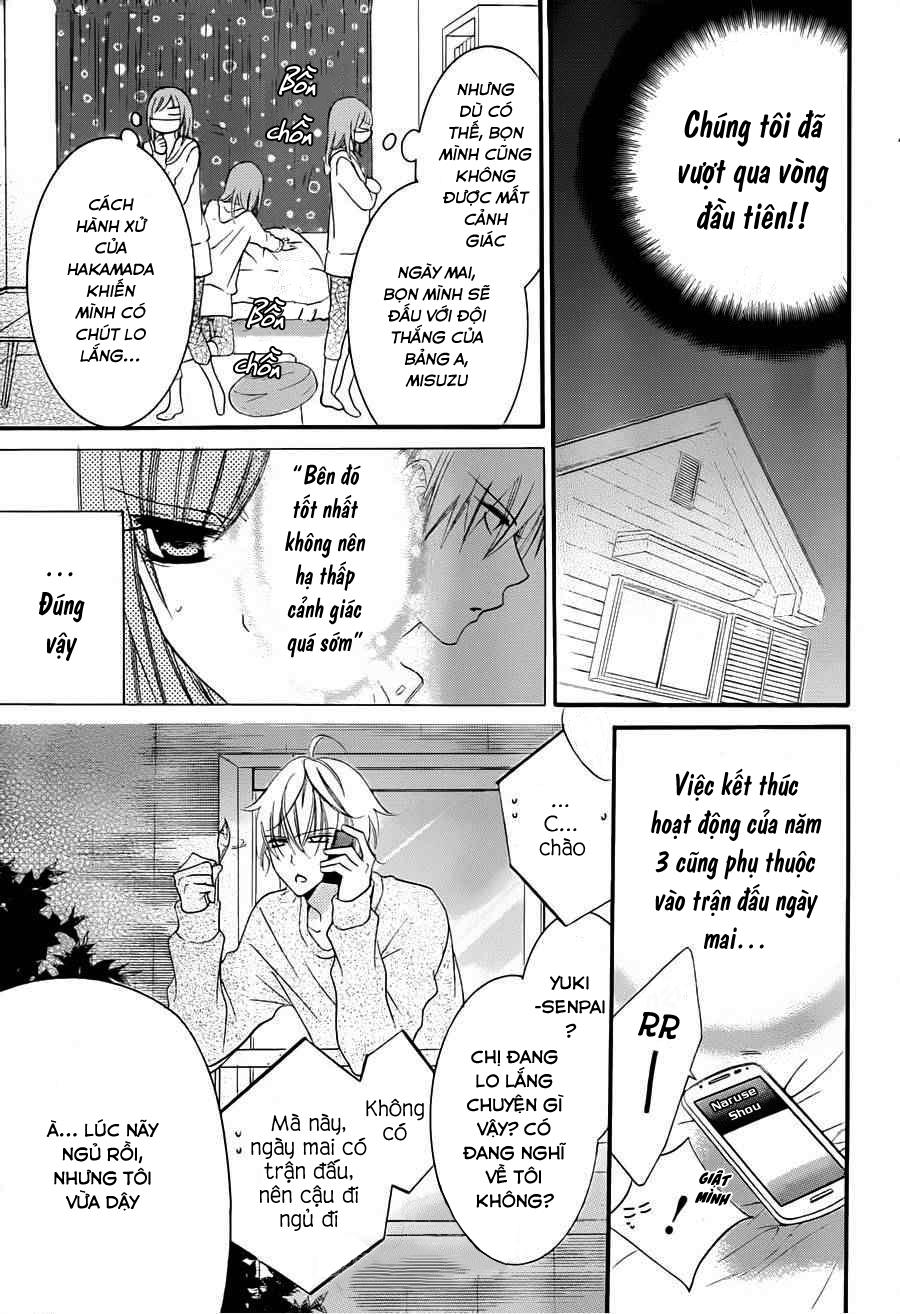 Chúng tôi đã
vượt qua vòng
đầu tiên!!
NHƯNG
DÙ CÓ
THẾ, BỌN
MÌNH CŨNG
KHÔNG
ĐƯỢC MẤT
CẢNH
GIÁC
NGÀY MAI,
BỌN MÌNH SẼ
ĐẤU VỚI ĐỘI
THẮNG CỦA
BẢNG A,
MISUZU
Bồn
chồn
Bồn
chồn
CÁCH
HÀNH XỬ
CỦA
HAKAMADA
KHIẾN
MÌNH CÓ
CHÚT LO
LẮNG...
“Bên đó
tốt nhất
không nên
hạ thấp
cảnh giác
quá sớm”
...
Đúng
vậy
Việc kết thúc
hoạt động của năm
3 cũng phụ thuộc
vào trận đấu ngày
mai...
RR
Naruse
Shou
GIẬT
MÌNH
!
...
C...
chào
YUKI
-SENPAI
?
CHỊ ĐANG
LO LẮNG
CHUYỆN GÌ
VẬY? CÓ
ĐANG NGHĨ
VỀ TÔI
KHÔNG?
Không
có
Mà này,
ngày mai có
trận đấu,
nên cậu đi
ngủ đi
À... LÚC NÃY
NGỦ RỒI,
NHƯNG TÔI
VỪA DẬY